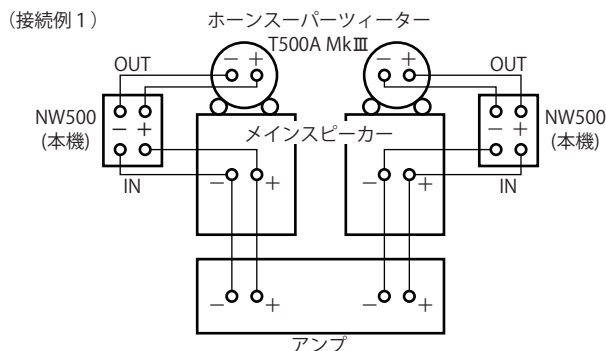 (接続例1)
ホーンスーパーツィーター
T500A MkⅢ
OUT
− +
− +
OUT
NW500
(本機)
− +
メインスピーカー
− +
NW500
(本機)
IN
− +
− +
IN
− +
− +
アンプ